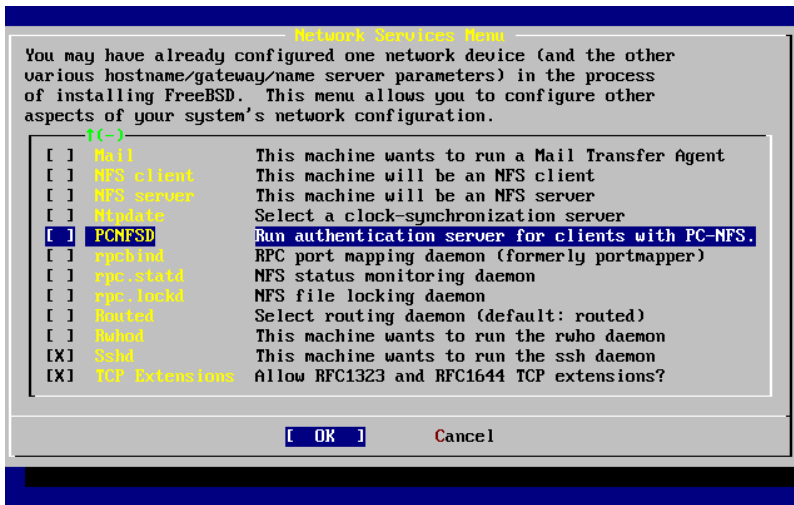 Network Services Menu
You may have already configured one network device (and the other
various hostname/gateway/name server parameters) in the process
of installing FreeBSD.  This menu allows you to configure other
aspects of your system's network configuration.
↑(-)
[ ] Mail This machine wants to run a Mail Transfer Agent
[ ] NFS client This machine will be an NFS client
[ ] NFS server This machine will be an NFS server
[ ] Ntpdate Select a clock-synchronization server
[ ] PCNFSD Run authentication server for clients with PC-NFS.
[ ] rpcbind RPC port mapping daemon (formerly portmapper)
[ ] rpc.statd NFS status monitoring daemon
[ ] rpc.lockd NFS file locking daemon
[ ] Routed Select routing daemon (default: routed)
[ ] Rwhod This machine wants to run the rwho daemon
[X] Sshd This machine wants to run the ssh daemon
[X] TCP Extensions Allow RFC1323 and RFC1644 TCP extensions?
[ OK ] Cancel